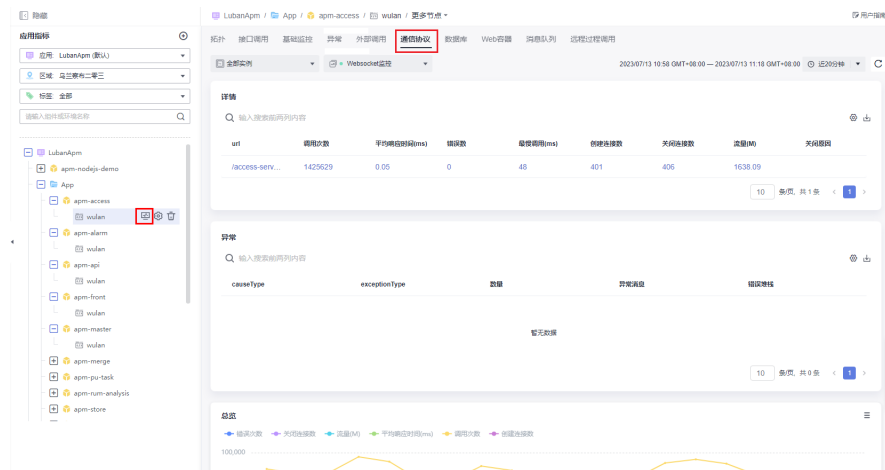 隐藏
LubanApm / App / apm-access / wulan / 更多节点
用户指南
应用指标
应用: LubanApm (默认)
区域: 乌兰察布二零三
标签: 全部
请输入组件或环境名称
LubanApm
apm-nodejs-demo
App
apm-access
wulan
apm-alarm
wulan
apm-api
wulan
apm-front
wulan
apm-master
wulan
apm-merge
apm-pu-task
apm-rum-analysis
apm-store
拓扑 接口调用 基础监控 异常 外部调用 通信协议 数据库 Web容器 消息队列 远程过程调用
全部实例 Websocket监控 2023/07/13 10:58 GMT+08:00 — 2023/07/13 11:18 GMT+08:00 近20分钟
详情
输入搜索前两列内容
url 调用次数 平均响应时间(ms) 错误数 最慢调用(ms) 创建连接数 关闭连接数 流量(M) 关闭原因
/access-serv... 1425629 0.05 0 48 401 406 1638.09
10 条/页, 共 1 条 < 1 >
异常
输入搜索前两列内容
causeType exceptionType 数量 异常消息 错误堆栈
暂无数据
10 条/页, 共 0 条 < 1 >
总览
错误次数 关闭连接数 流量(M) 平均响应时间(ms) 调用次数 创建连接数
100,000